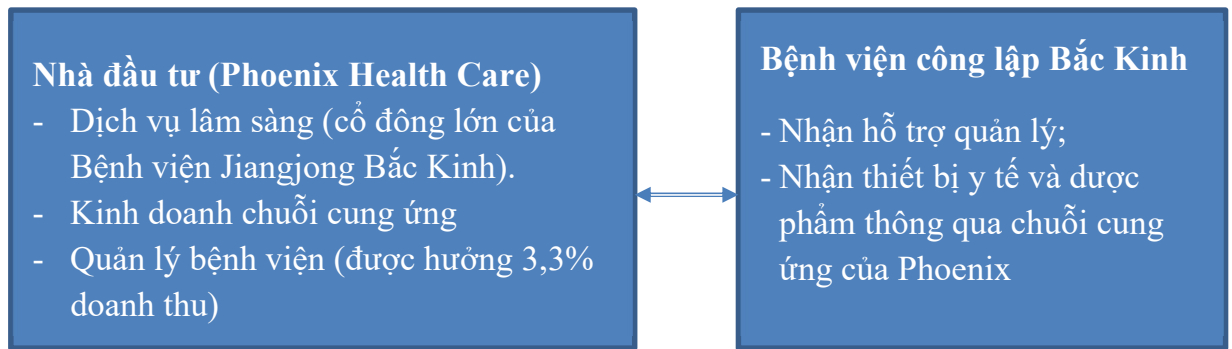 Nhà đầu tư (Phoenix Health Care)
- Dịch vụ lâm sàng (cổ đông lớn của
Bệnh viện Jiangjong Bắc Kinh).
- Kinh doanh chuỗi cung ứng
- Quản lý bệnh viện (được hưởng 3,3%
doanh thu)
Bệnh viện công lập Bắc Kinh
- Nhận hỗ trợ quản lý;
- Nhận thiết bị y tế và dược
phẩm thông qua chuỗi cung
ứng của Phoenix